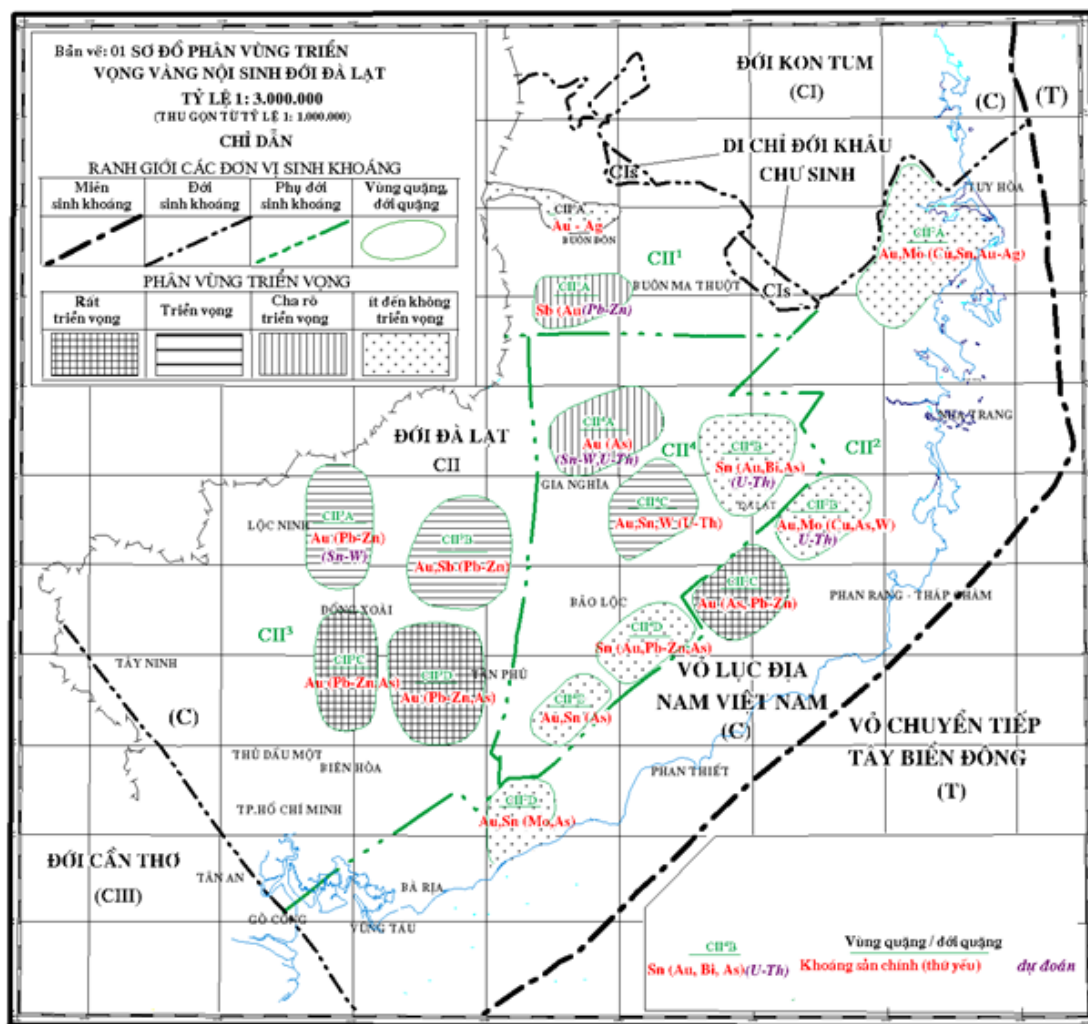 Bản vẽ: 01 SƠ ĐỒ PHÂN VÙNG TRIỂN
VỌNG VÀNG NỘI SINH ĐỚI ĐÀ LẠT
TỶ LỆ 1: 3.000.000
(THU GỌN TỪ TỶ LỆ 1: 1.000.000)
CHỈ DẪN
RANH GIỚI CÁC ĐƠN VỊ SINH KHOÁNG
Miền sinh khoáng
Đới sinh khoáng
Phụ đới sinh khoáng
Vùng quặng, đới quặng
PHÂN VÙNG TRIỂN VỌNG
Rất triển vọng
Triển vọng
Cha rõ triển vọng
ít đến không triển vọng
ĐỚI KON TUM
(CI)
(C)
(T)
DI CHỈ ĐỚI KHÂU
CHƯ SINH
CIs
TUY HÒA
Au - Ag
BUÔN ĐÔN
Au,Mo (Cu,Sn,Au-Ag)
CII¹
BUÔN MA THUỘT
CIs
Sb (Au(Pb-Zn)
NHA TRANG
ĐỚI ĐÀ LẠT
CII
Au (As)
(Sn-W,U-Th)
CII⁴
CII²
Sn (Au,Bi,As)
(U-Th)
GIA NGHĨA
ĐÀ LẠT
LỘC NINH
Au,Sn,W (U-Th)
Au,Mo (Cu,As,W)
U-Th)
Au (Pb-Zn)
(Sn-W)
Au,Sb (Pb-Zn)
PHAN RANG - THÁP CHÀM
Au (As,Pb-Zn)
BẢO LỘC
ĐỒNG XOÀI
CII³
Sn (Au,Pb-Zn,As)
TÂY NINH
Au (Pb-Zn,As)
Au (Pb-Zn,As)
TÂN PHÚ
VỎ LỤC ĐỊA
NAM VIỆT NAM
(C)
Au,Sn (As)
(C)
VỎ CHUYỂN TIẾP
TÂY BIỂN ĐÔNG
(T)
THỦ DẦU MỘT
BIÊN HÒA
PHAN THIẾT
TP.HỒ CHÍ MINH
Au,Sn (Mo,As)
ĐỚI CẦN THƠ
(CIII)
TÂN AN
BÀ RỊA
GÒ CÔNG
VŨNG TÀU
CII⁴B
Vùng quặng / đới quặng
Sn (Au, Bi, As)(U-Th)
Khoáng sản chính (thứ yếu)
dự đoán